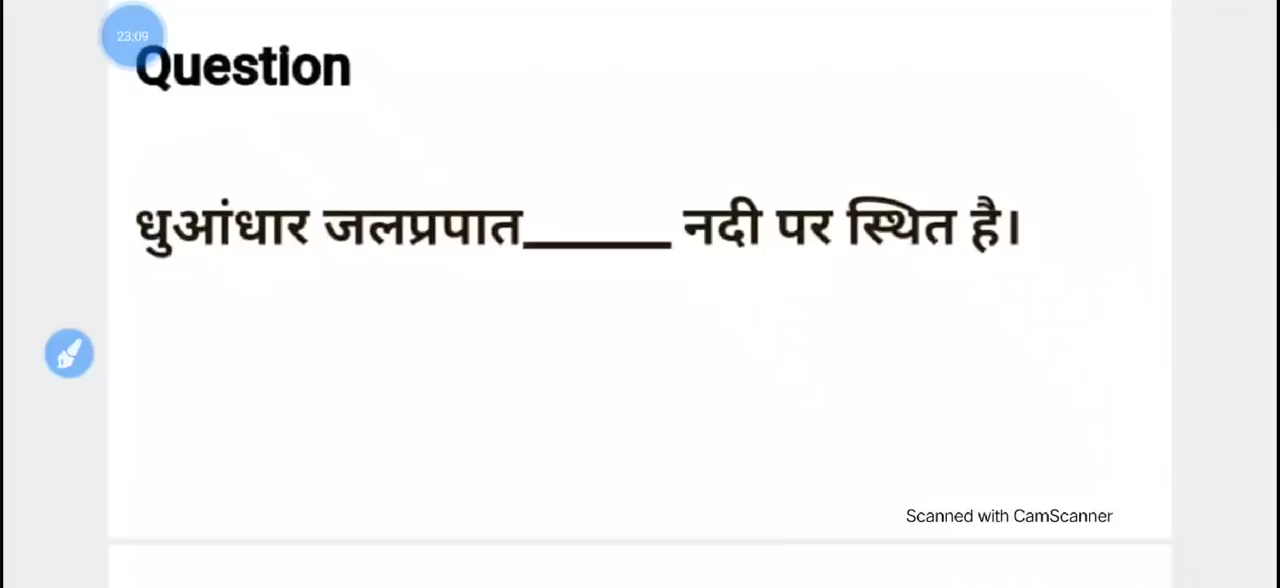 23:09
Question
धुआंधार जलप्रपात______ नदी पर स्थित है।
Scanned with CamScanner